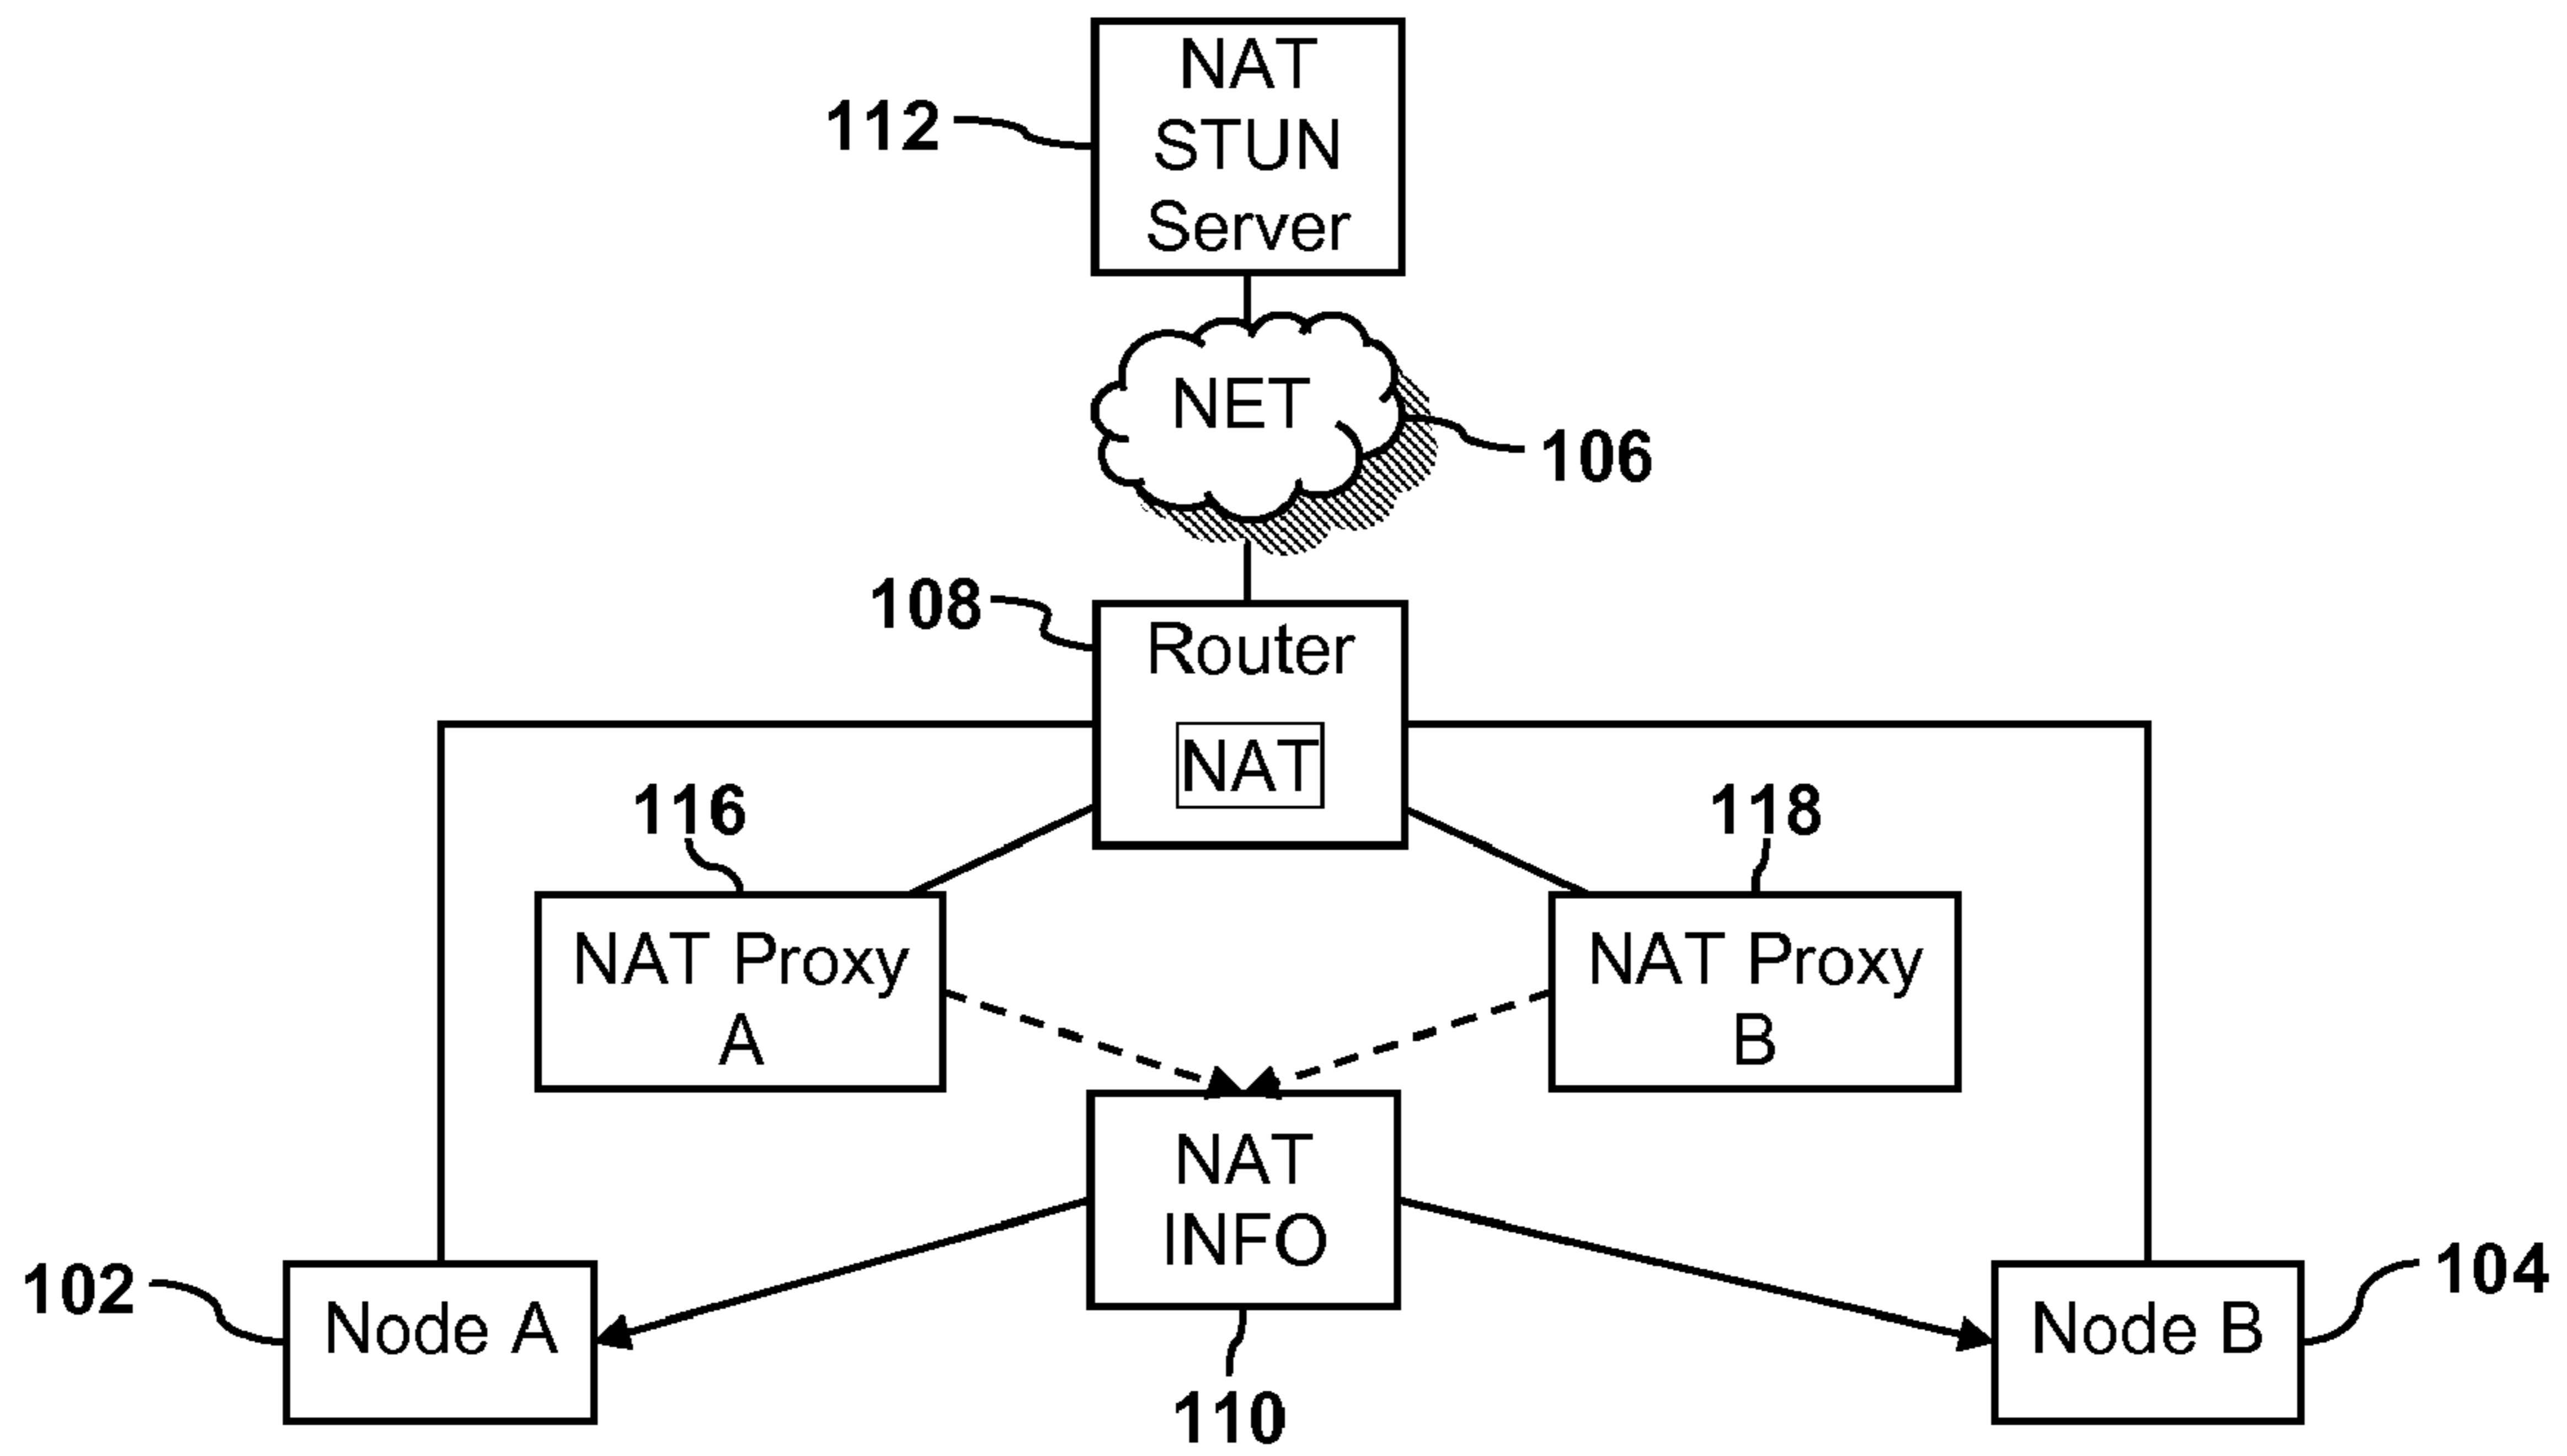 NAT
STUN
Server
112
NET
106
108
Router
NAT
116
118
NAT Proxy
A
NAT Proxy
B
NAT
INFO
102
Node A
Node B
104
110